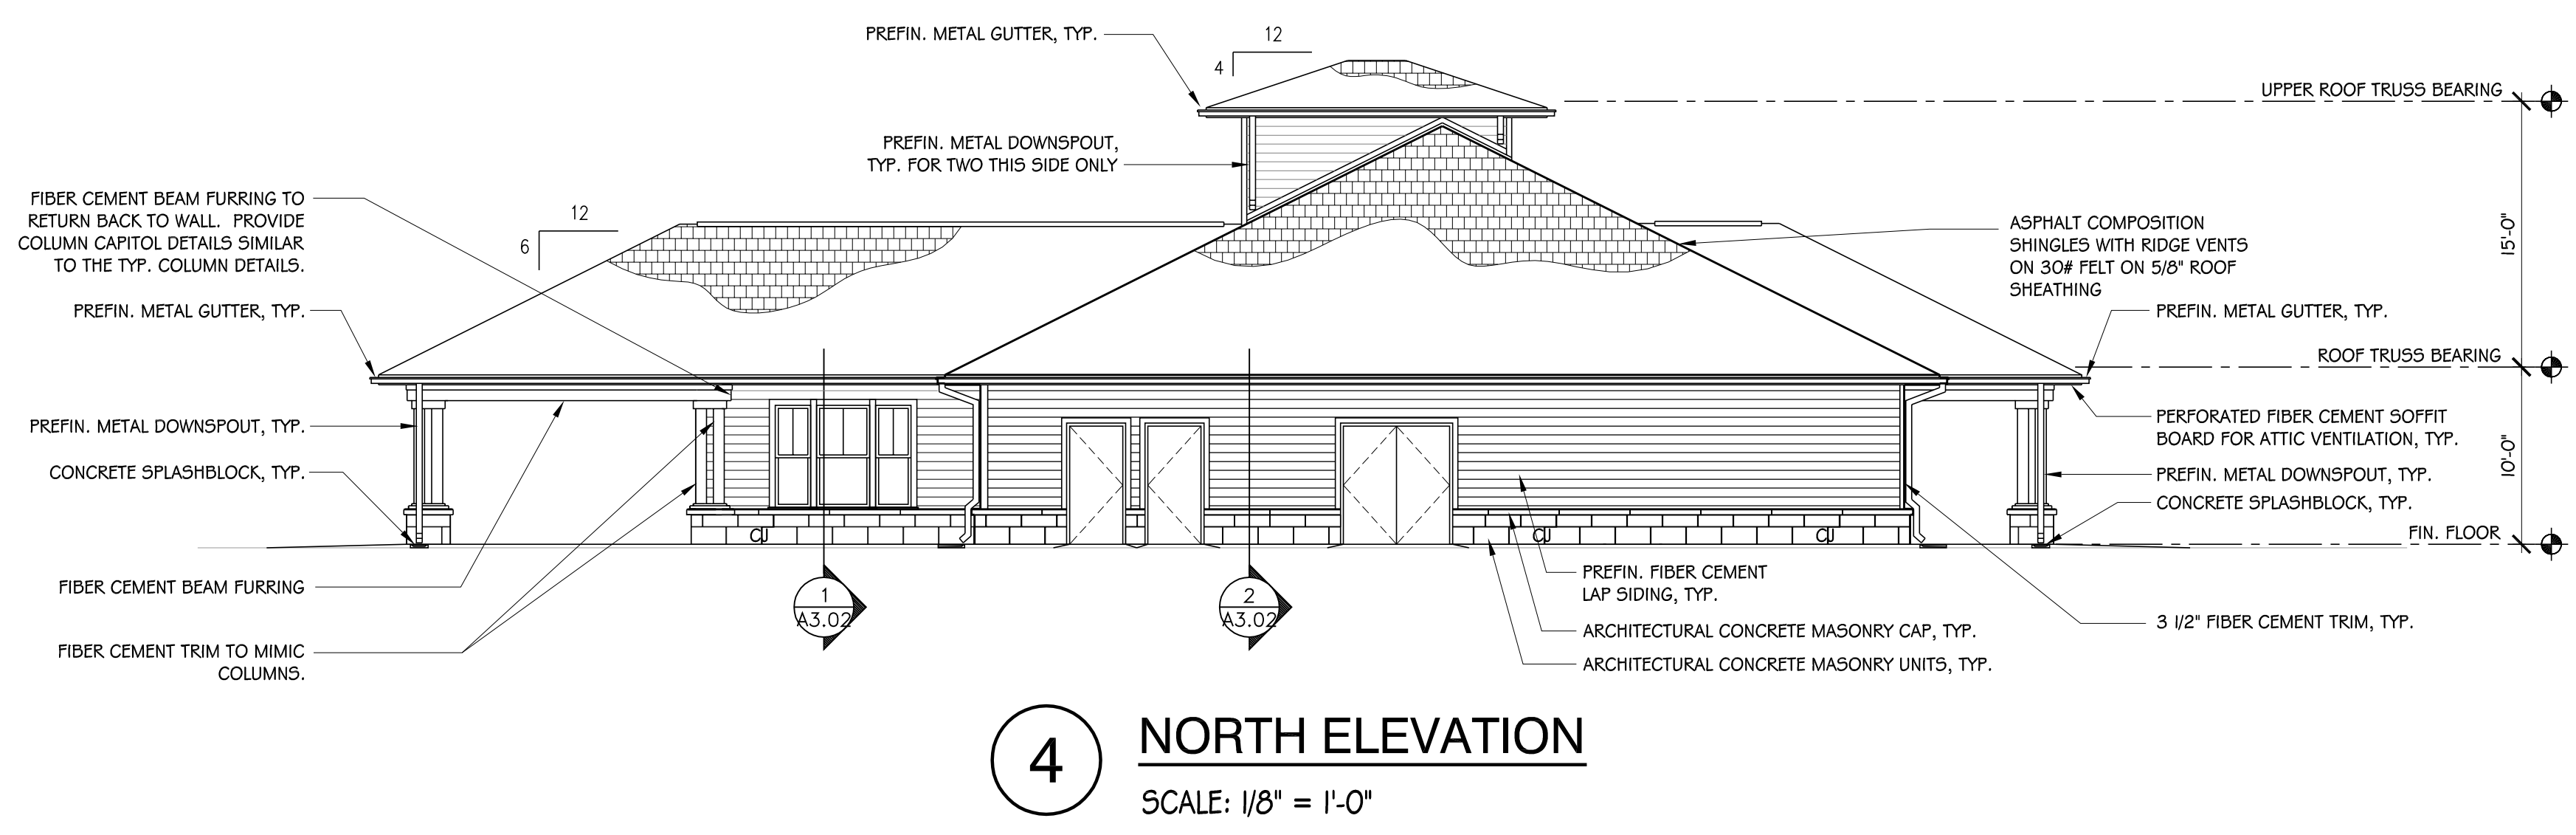 PREFIN. METAL GUTTER, TYP.
12
4
UPPER ROOF TRUSS BEARING
PREFIN. METAL DOWNSPOUT,
TYP. FOR TWO THIS SIDE ONLY
FIBER CEMENT BEAM FURRING TO
RETURN BACK TO WALL. PROVIDE
COLUMN CAPITOL DETAILS SIMILAR
TO THE TYP. COLUMN DETAILS.
12
6
ASPHALT COMPOSITION
SHINGLES WITH RIDGE VENTS
ON 30# FELT ON 5/8" ROOF
SHEATHING
15'-0"
PREFIN. METAL GUTTER, TYP.
PREFIN. METAL GUTTER, TYP.
ROOF TRUSS BEARING
PREFIN. METAL DOWNSPOUT, TYP.
PERFORATED FIBER CEMENT SOFFIT
BOARD FOR ATTIC VENTILATION, TYP.
10'-0"
CONCRETE SPLASHBLOCK, TYP.
PREFIN. METAL DOWNSPOUT, TYP.
CONCRETE SPLASHBLOCK, TYP.
CJ
CJ
CJ
FIN. FLOOR
FIBER CEMENT BEAM FURRING
1
A3.02
2
A3.02
PREFIN. FIBER CEMENT
LAP SIDING, TYP.
3 1/2" FIBER CEMENT TRIM, TYP.
ARCHITECTURAL CONCRETE MASONRY CAP, TYP.
FIBER CEMENT TRIM TO MIMIC
COLUMNS.
ARCHITECTURAL CONCRETE MASONRY UNITS, TYP.
4
NORTH ELEVATION
SCALE: 1/8" = 1'-0"